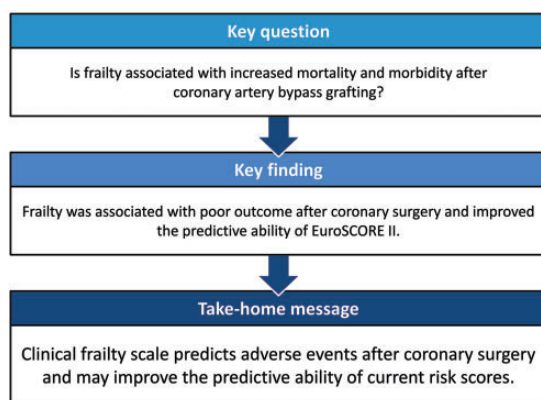 Key question
Is frailty associated with increased mortality and morbidity after
coronary artery bypass grafting?
Key finding
Frailty was associated with poor outcome after coronary surgery and improved
the predictive ability of EuroSCORE II.
Take-home message
Clinical frailty scale predicts adverse events after coronary surgery
and may improve the predictive ability of current risk scores.